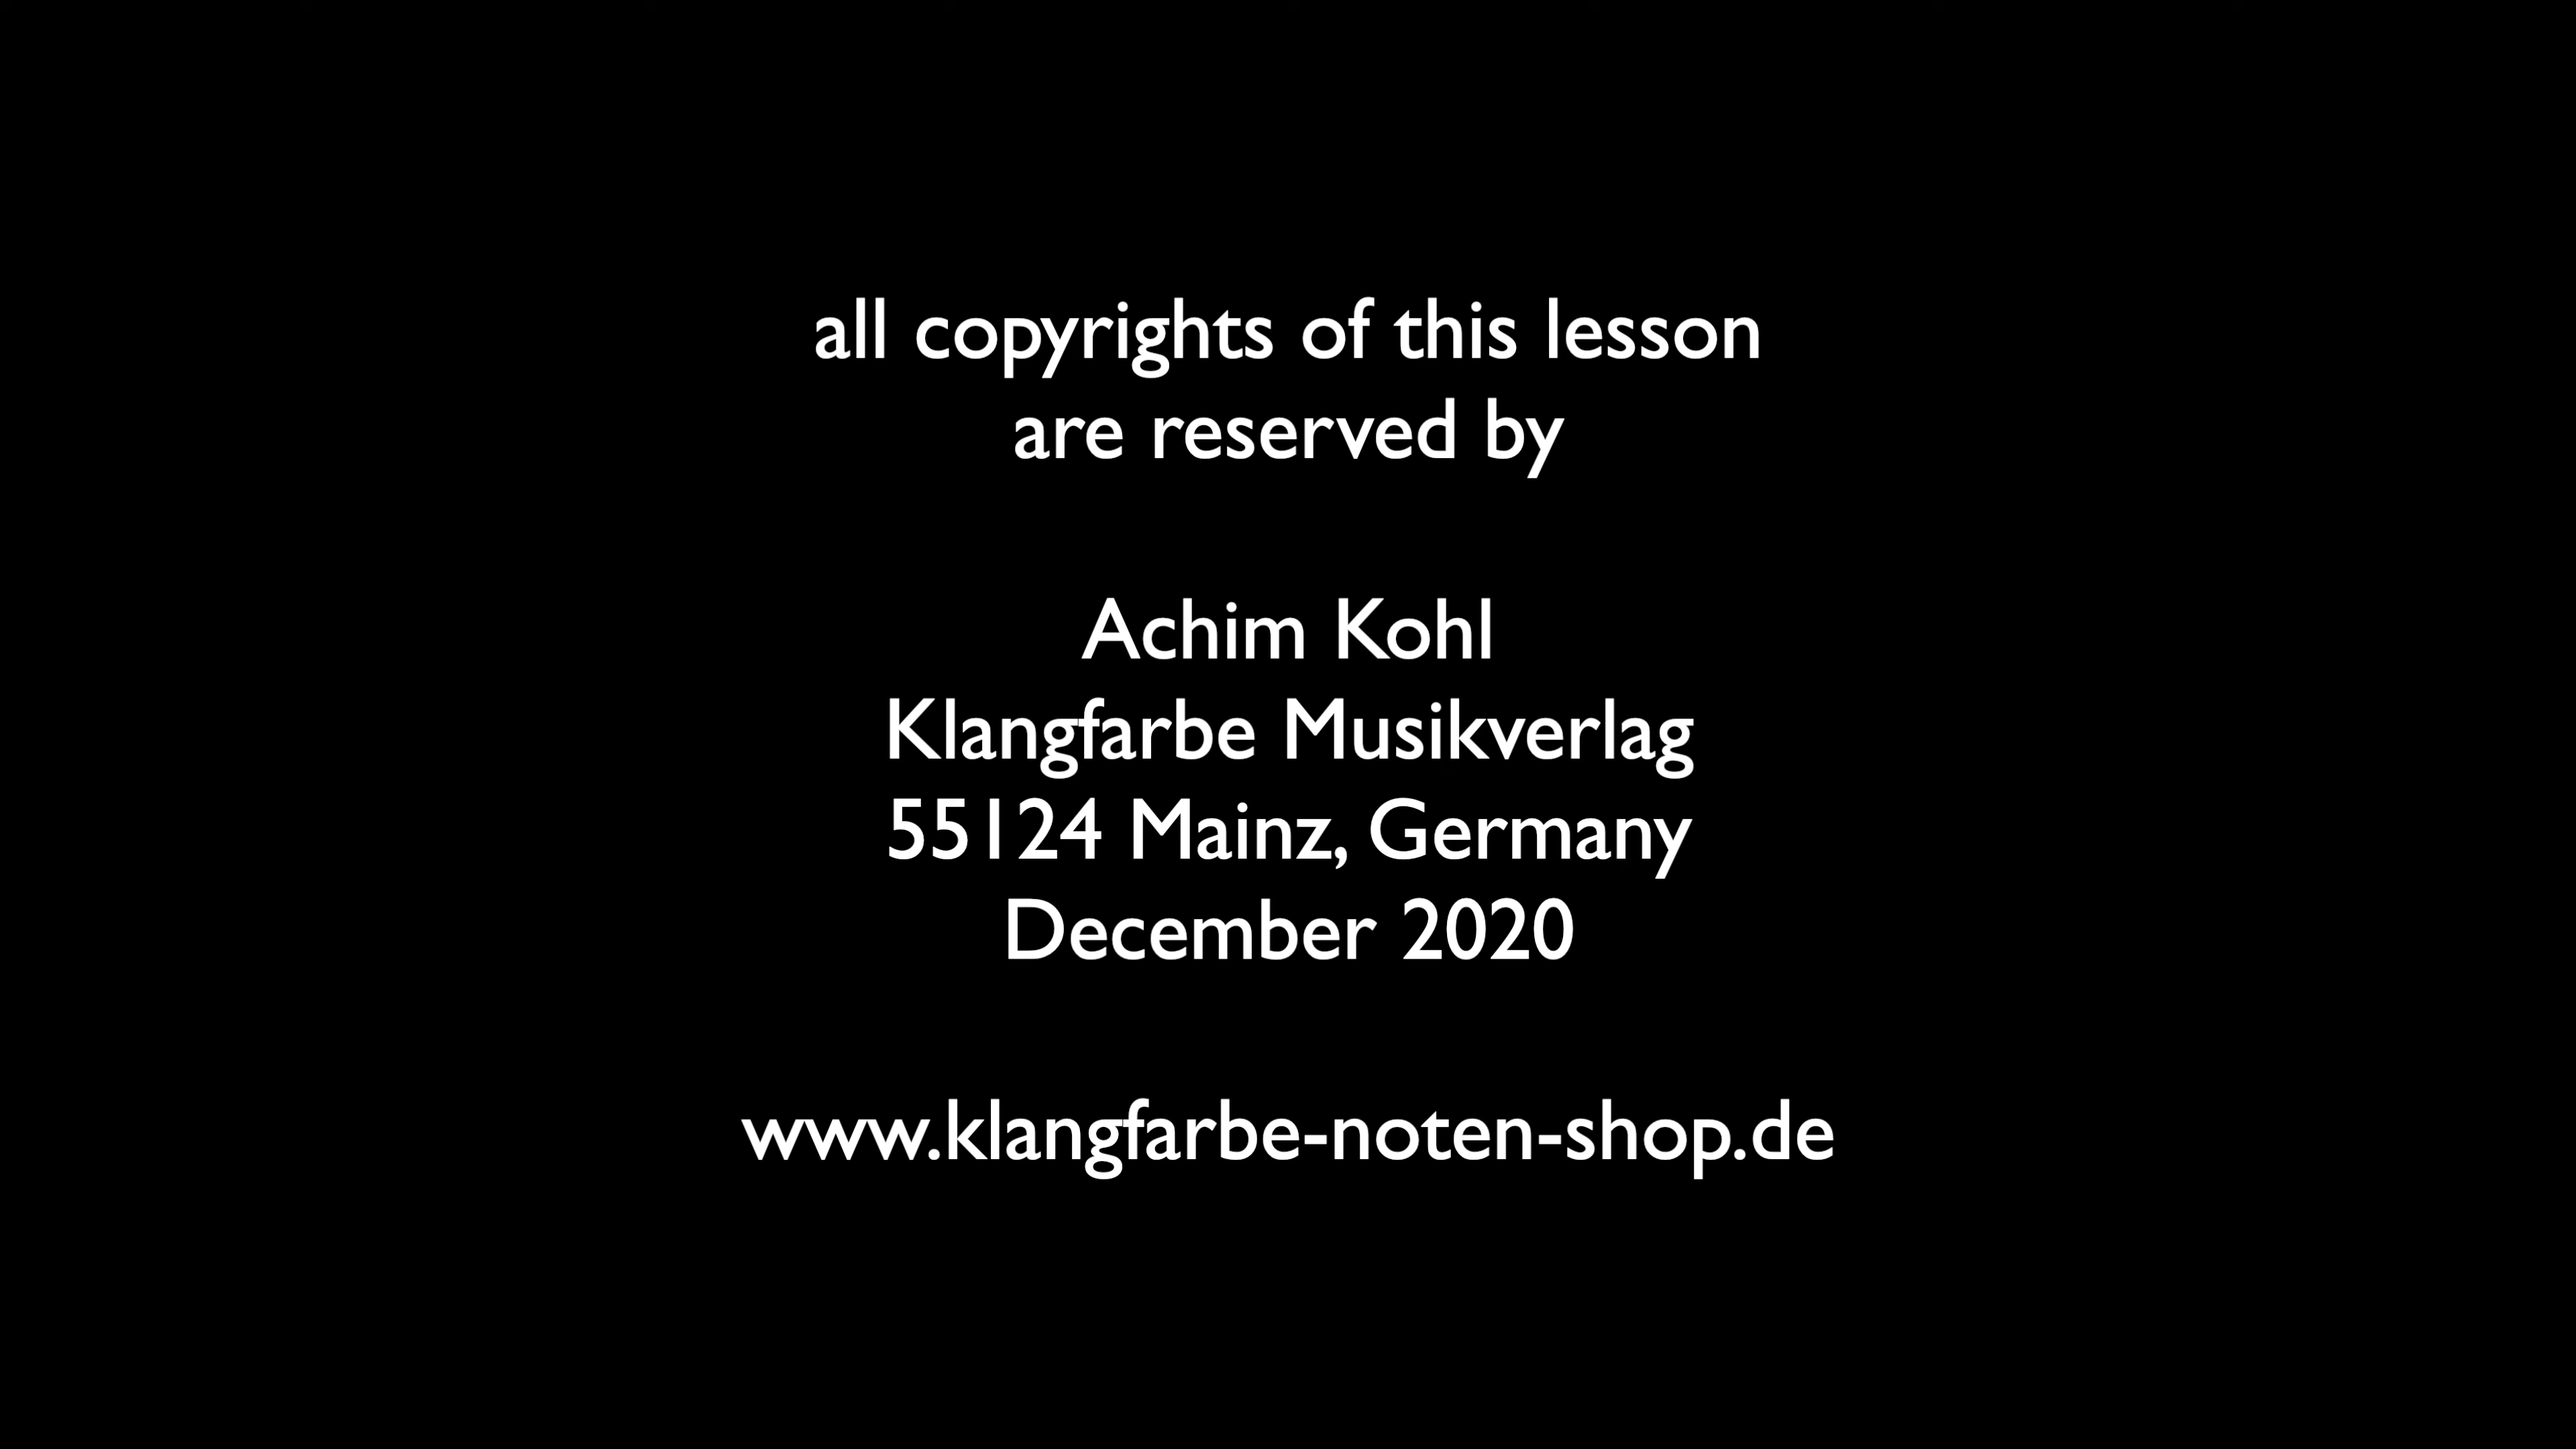 all copyrights of this lesson
are reserved by
Achim Kohl
Klangfarbe Musikverlag
55124 Mainz, Germany
December 2020
www.klangfarbe-noten-shop.de